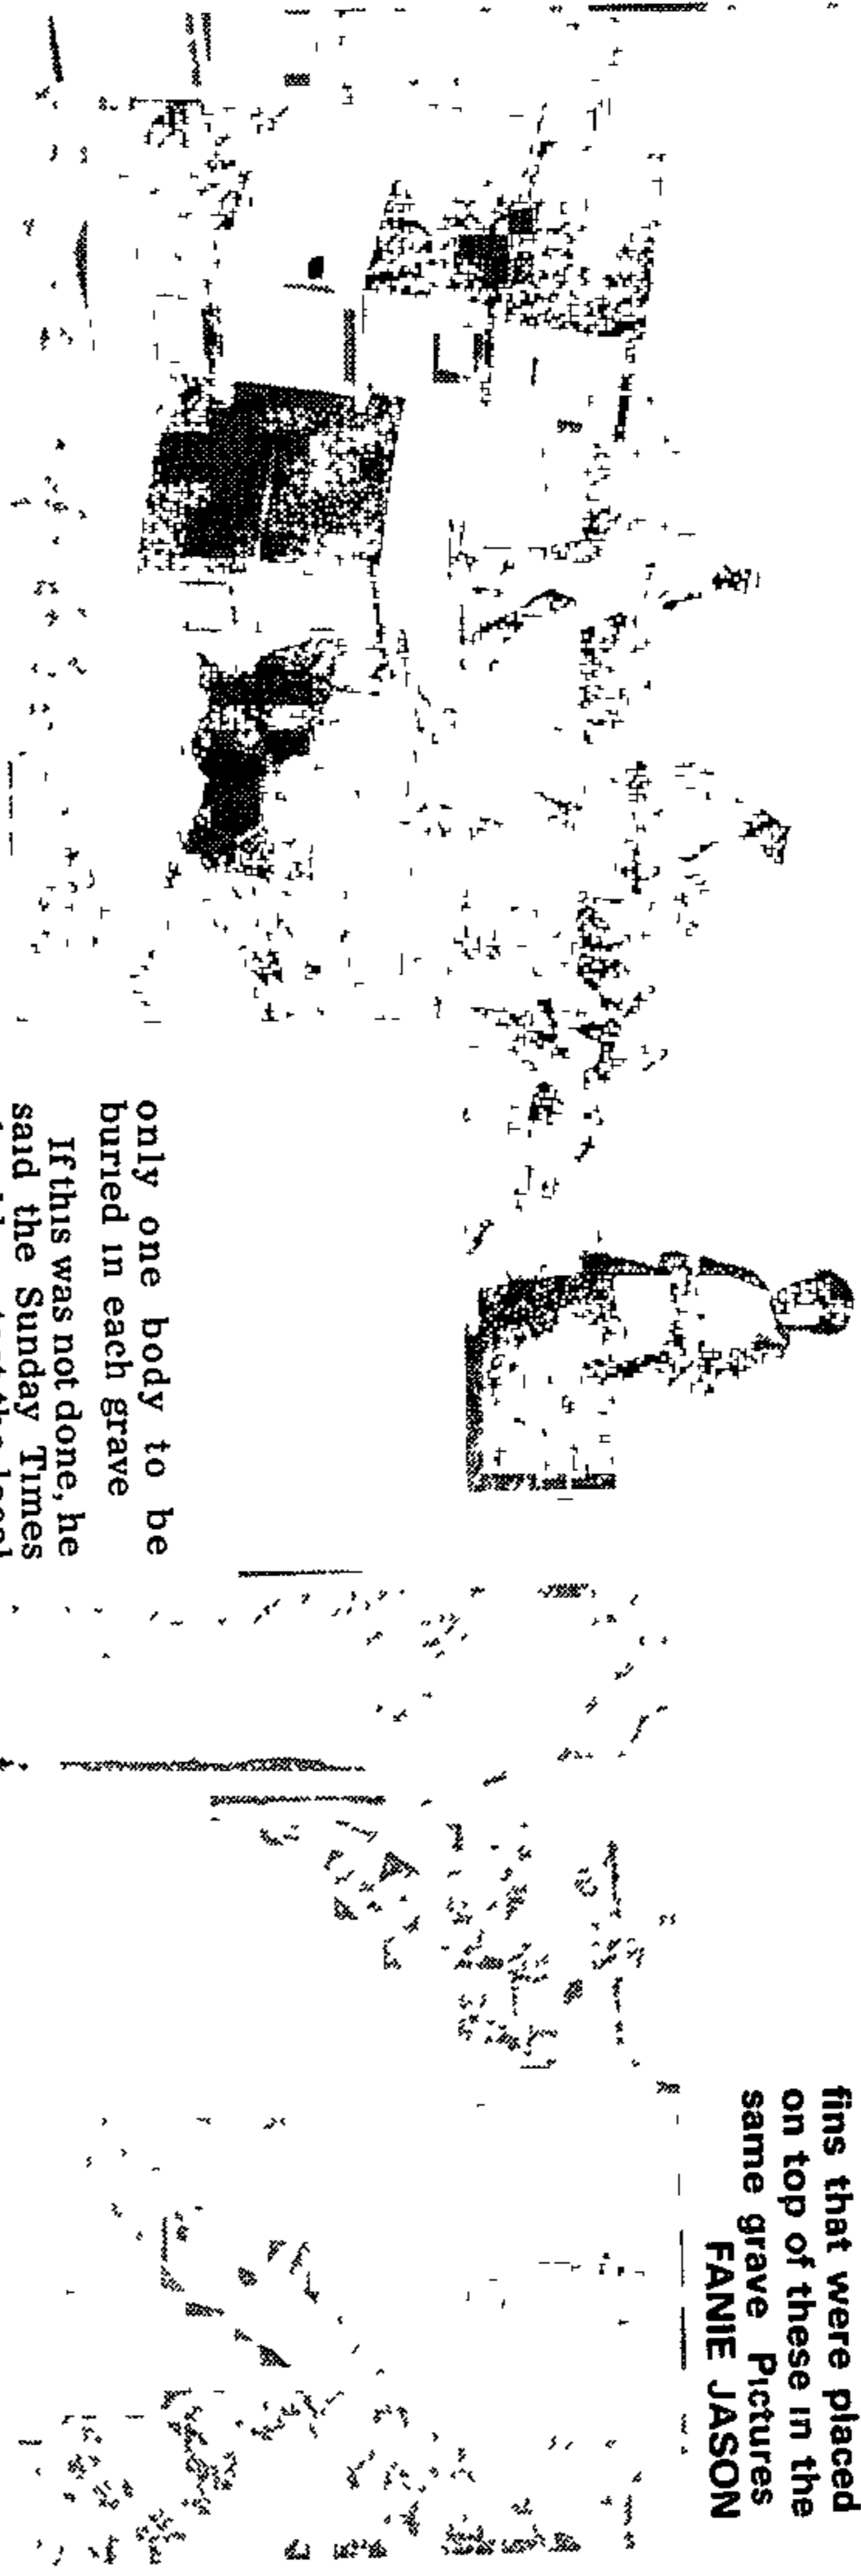 fins that were placed
on top of these in the
same grave Pictures
FANIE JASON
only one body to be
buried in each grave
If this was not done, he
said the Sunday Times